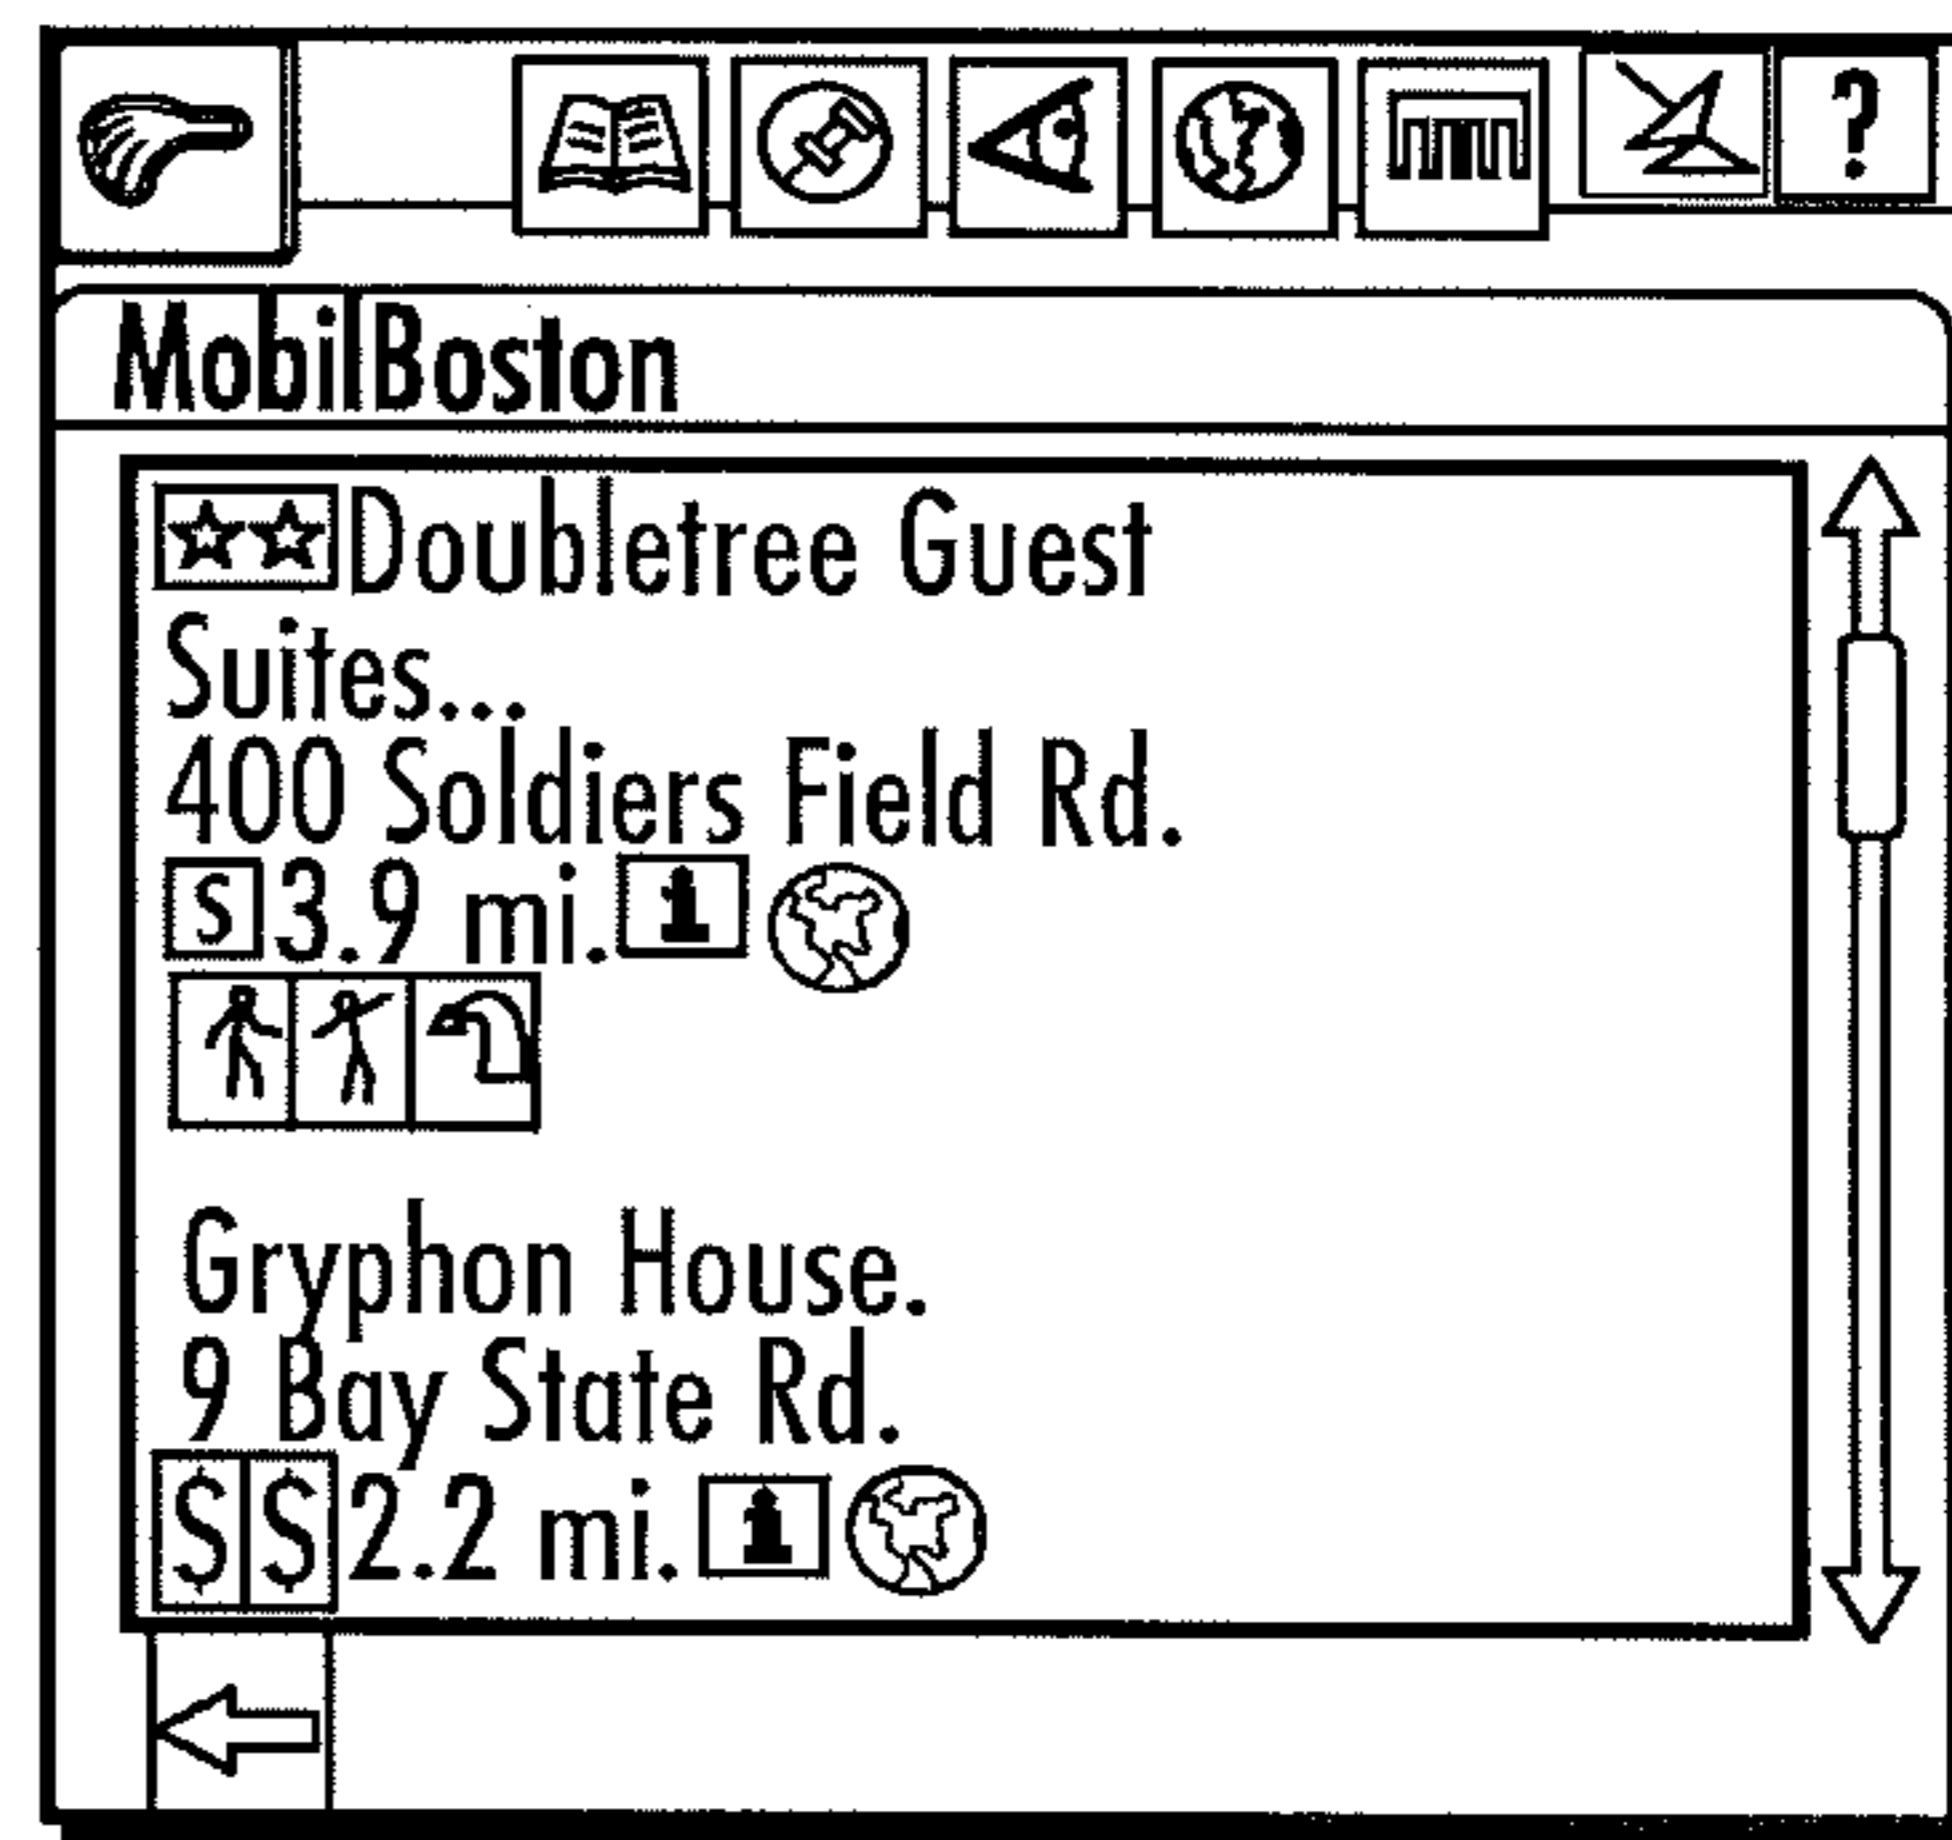 ?
MobilBoston
Doubletree Guest
Suites...
400 Soldiers Field Rd.
S 3.9 mi. i
Gryphon House.
9 Bay State Rd.
$ $ 2.2 mi. i